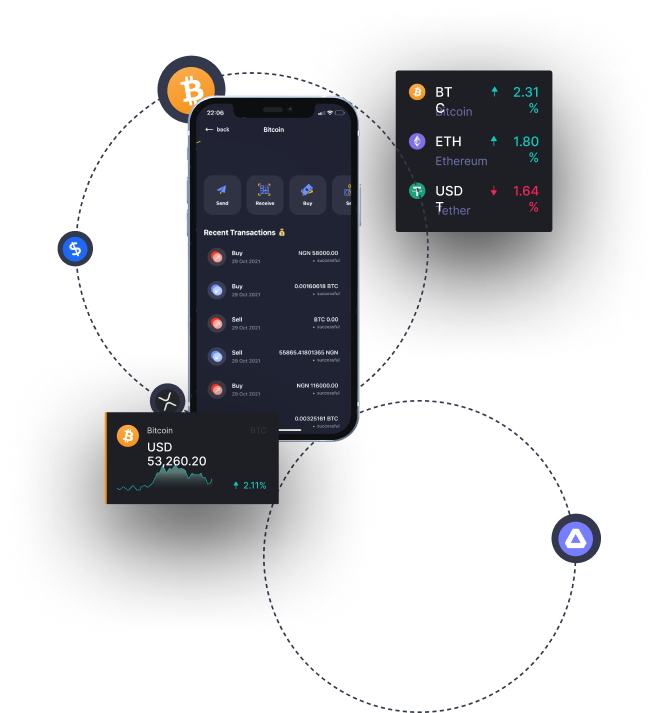 22:06
back
Bitcoin
Send
Receive
Buy
Se
Recent Transactions
Buy
NGN 58000.00
29 Oct 2021
• successful
Buy
0.00160618 BTC
29 Oct 2021
• successful
Sell
BTC 0.00
29 Oct 2021
• successful
Sell
55865.41801365 NGN
29 Oct 2021
• successful
Buy
NGN 116000.00
29 Oct 2021
• successful
0.00325161 BTC
• successful
BT
C
Bitcoin
2.31
%
ETH
Ethereum
1.80
%
USD
T
Tether
1.64
%
Bitcoin
BTC
USD
53,260.20
2.11%